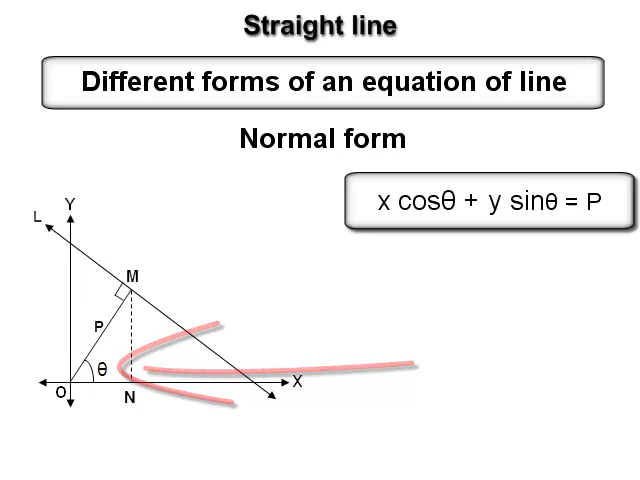 Straight line
Different forms of an equation of line
Normal form
x cosθ + y sinθ = P
Y
L
M
P
θ
X
O
N